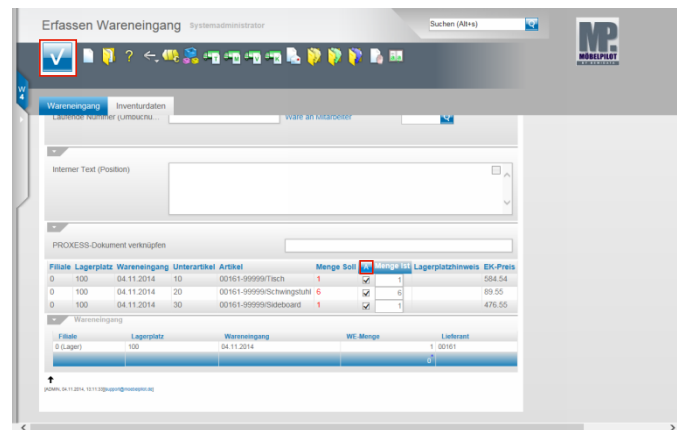 Erfassen Wareneingang Systemadministrator
Suchen (Alt+s)
MP.
MÖBELPILOT
W
4
Wareneingang Inventurdaten
Laufende Nummer (Umbuchu... Ware an Mitarbeiter
Interner Text (Position)
PROXESS-Dokument verknüpfen
Filiale Lagerplatz Wareneingang Unterartikel Artikel Menge Soll K Menge Ist Lagerplatzhinweis EK-Preis
0 100 04.11.2014 10 00161-99999/Tisch 1 1 584.54
0 100 04.11.2014 20 00161-99999/Schwingstuhl 6 6 89.55
0 100 04.11.2014 30 00161-99999/Sideboard 1 1 476.55
Wareneingang
Filiale Lagerplatz Wareneingang WE-Menge Lieferant
0 (Lager) 100 04.11.2014 1 00161
0